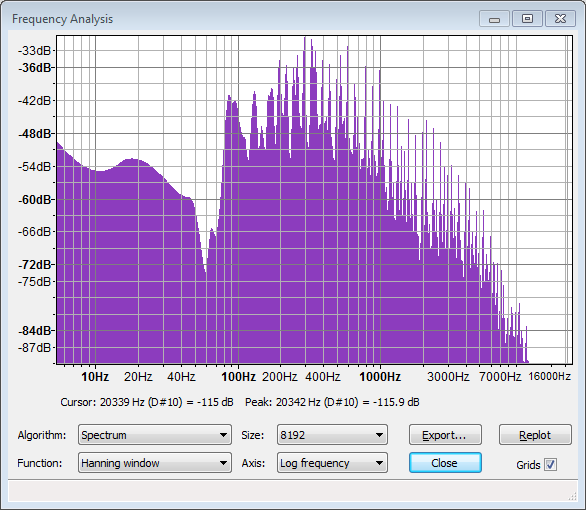 Frequency Analysis
-33dB
-36dB
-42dB
-48dB
-54dB
-60dB
-66dB
-72dB
-75dB
-84dB
-87dB
10Hz 20Hz 40Hz 100Hz 200Hz 400Hz 1000Hz 3000Hz 7000Hz 16000Hz
Cursor: 20339 Hz (D#10) = -115 dB Peak: 20342 Hz (D#10) = -115.9 dB
Algorithm: Spectrum Size: 8192 Export... Replot
Function: Hanning window Axis: Log frequency Close Grids